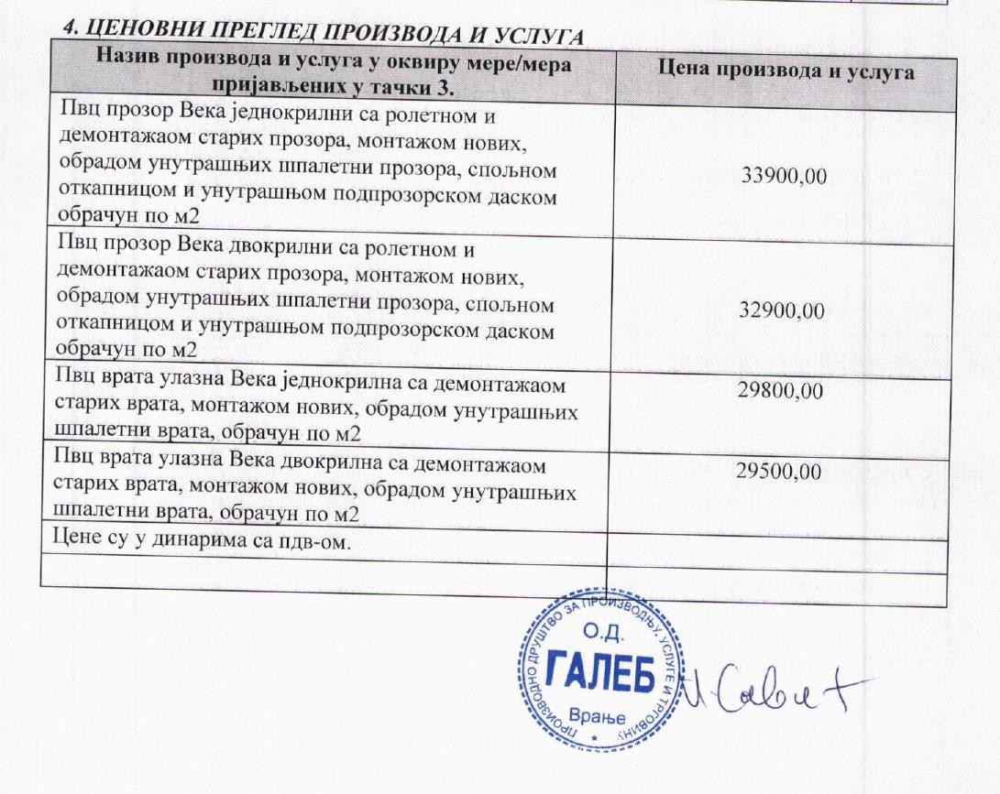 4. ЦЕНОВНИ ПРЕГЛЕД ПРОИЗВОДА И УСЛУГА
Назив производа и услуга у оквиру мере/мера
пријављених у тачки 3.
Цена производа и услуга
Пвц прозор Века једнокрилни са ролетном и
демонтажаом старих прозора, монтажом нових,
обрадом унутрашњих шпалетни прозора, спољном
откапницом и унутрашњом подпрозорском даском
обрачун по м2
33900,00
Пвц прозор Века двокрилни са ролетном и
демонтажаом старих прозора, монтажом нових,
обрадом унутрашњих шпалетни прозора, спољном
откапницом и унутрашњом подпрозорском даском
обрачун по м2
32900,00
Пвц врата улазна Века једнокрилна са демонтажаом
старих врата, монтажом нових, обрадом унутрашњих
шпалетни врата, обрачун по м2
29800,00
Пвц врата улазна Века двокрилна са демонтажаом
старих врата, монтажом нових, обрадом унутрашњих
шпалетни врата, обрачун по м2
29500,00
Цене су у динарима са пдв-ом.
ПРОИЗВОДНО ДРУШТВО ЗА ПРОИЗВОДЊУ, УСЛУГЕ И ТРГОВИНУ
О.Д.
ГАЛЕБ
Врање